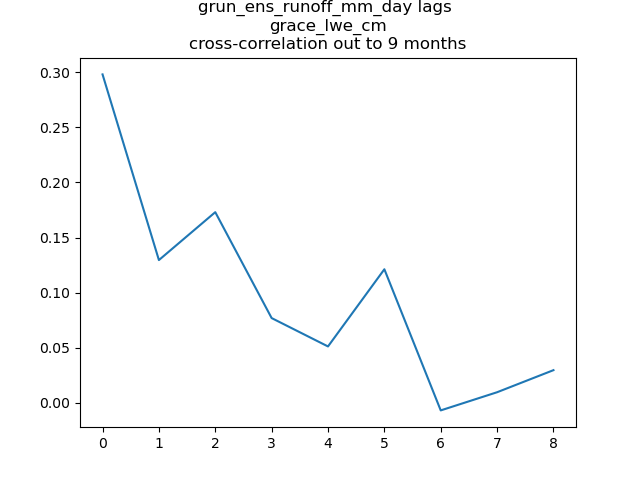 grun_ens_runoff_mm_day lags
grace_lwe_cm
cross-correlation out to 9 months
0.30
0.25
0.20
0.15
0.10
0.05
0.00
0 1 2 3 4 5 6 7 8